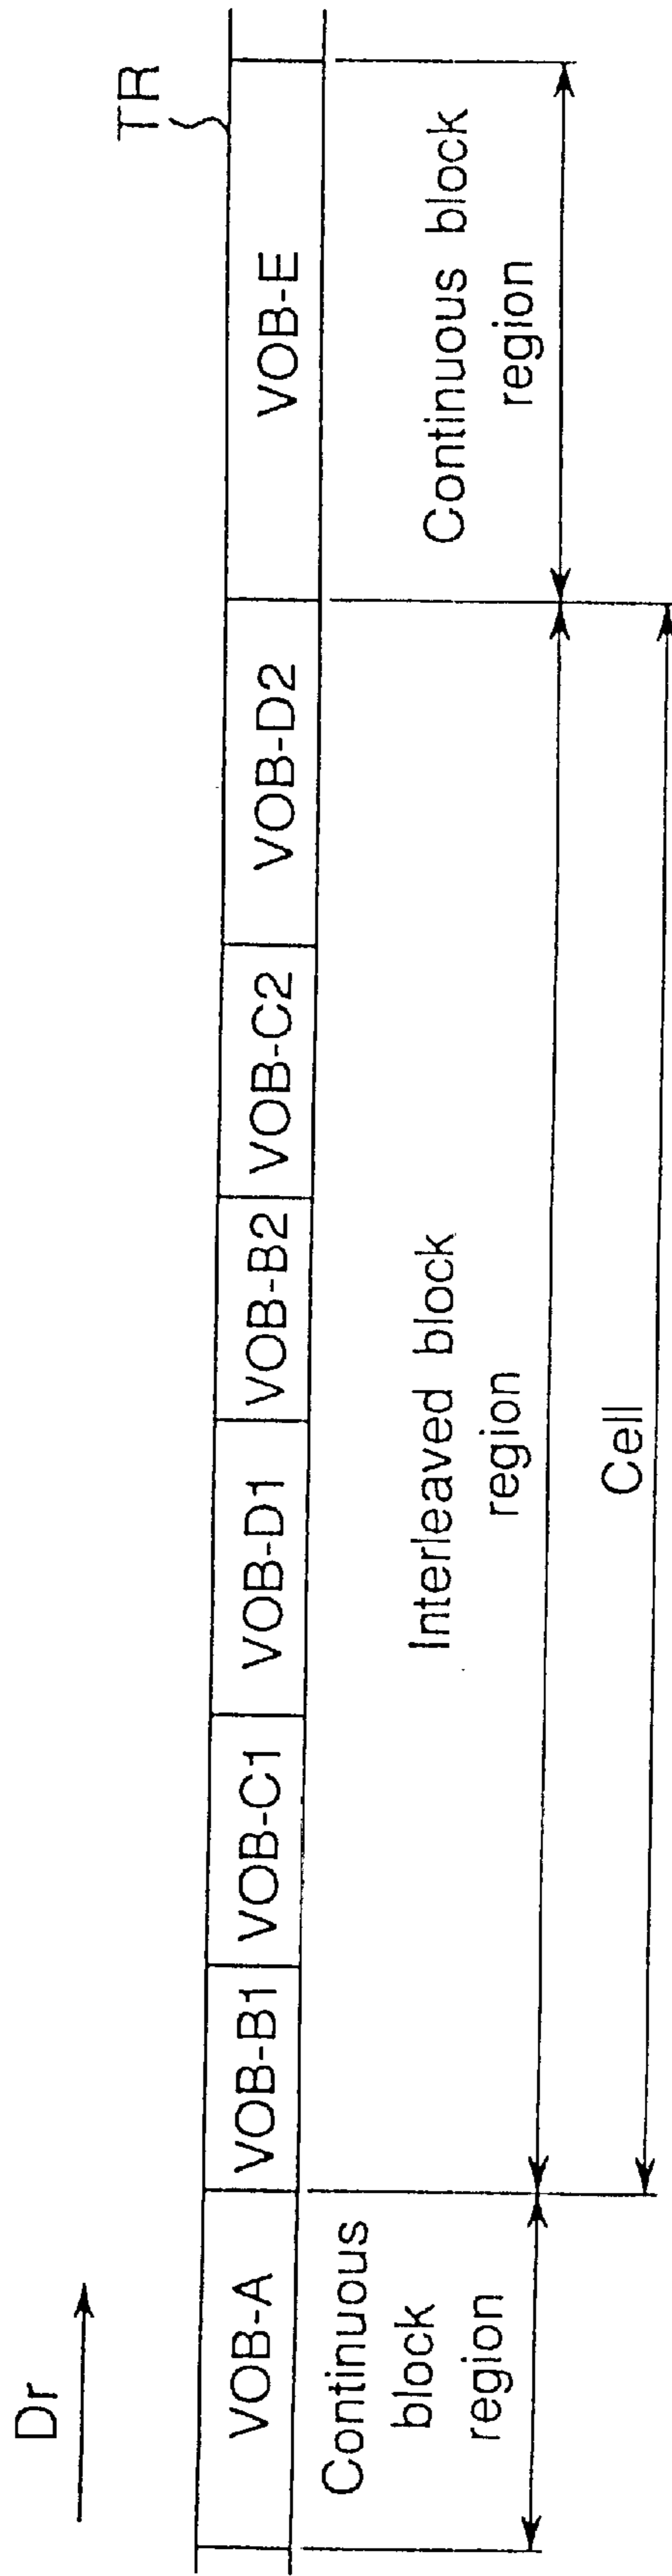 Dr
TR
VOB-A
VOB-B1
VOB-C1
VOB-D1
VOB-B2
VOB-C2
VOB-D2
VOB-E
Continuous
block
region
Interleaved block
region
Continuous block
region
Cell